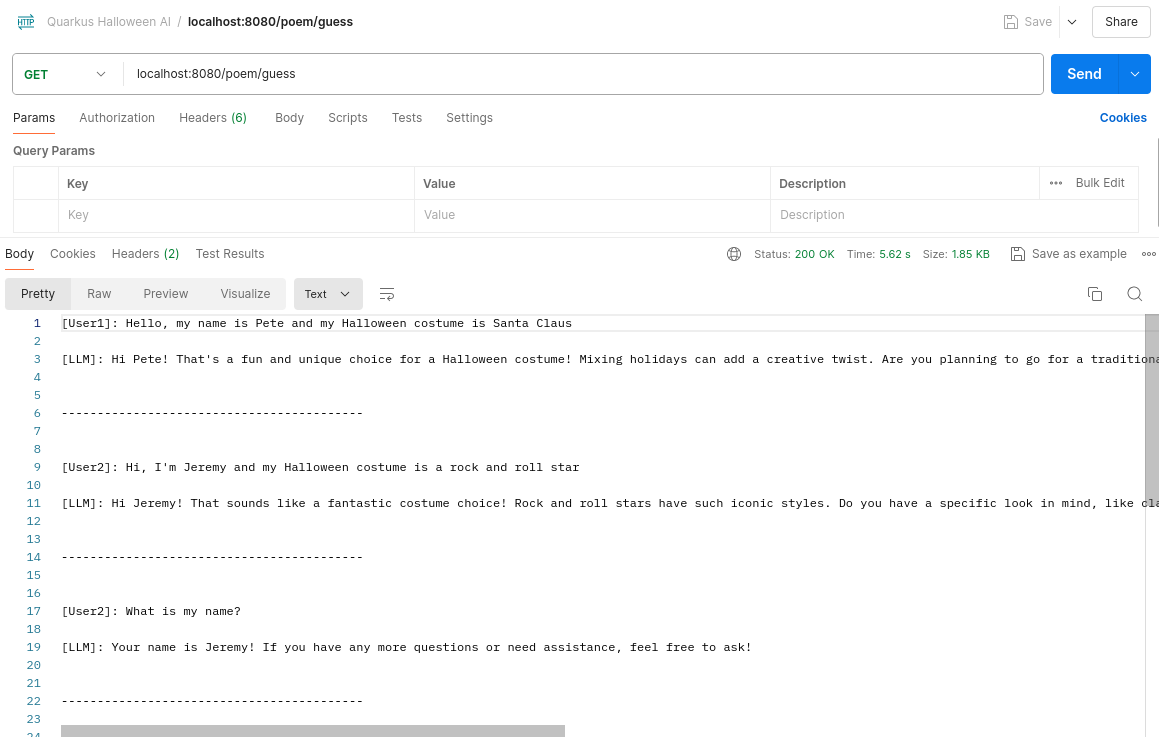 HTTP Quarkus Halloween AI / localhost:8080/poem/guess Save Share
GET localhost:8080/poem/guess Send
Params Authorization Headers (6) Body Scripts Tests Settings Cookies
Query Params
Key Value Description ••• Bulk Edit
Key Value Description
Body Cookies Headers (2) Test Results Status: 200 OK Time: 5.62 s Size: 1.85 KB Save as example •••
Pretty Raw Preview Visualize Text
1 [User1]: Hello, my name is Pete and my Halloween costume is Santa Claus
2
3 [LLM]: Hi Pete! That's a fun and unique choice for a Halloween costume! Mixing holidays can add a creative twist. Are you planning to go for a traditiona
4
5
6 ------------------------------------------
7
8
9 [User2]: Hi, I'm Jeremy and my Halloween costume is a rock and roll star
10
11 [LLM]: Hi Jeremy! That sounds like a fantastic costume choice! Rock and roll stars have such iconic styles. Do you have a specific look in mind, like cla
12
13
14 ------------------------------------------
15
16
17 [User2]: What is my name?
18
19 [LLM]: Your name is Jeremy! If you have any more questions or need assistance, feel free to ask!
20
21
22 ------------------------------------------
23
24